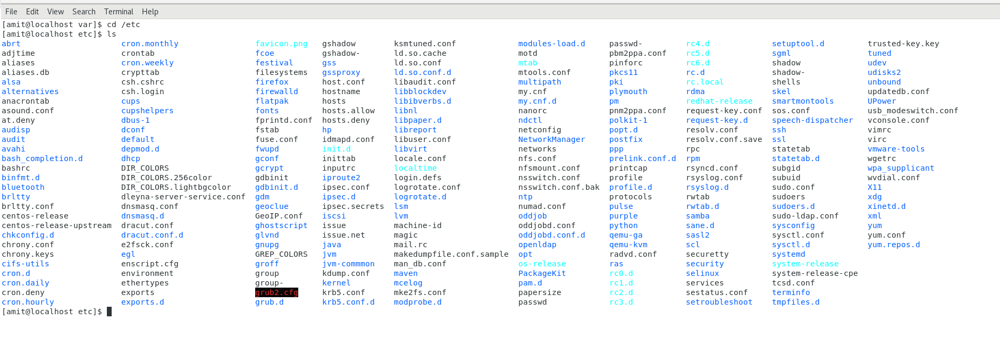 File Edit View Search Terminal Help
[amit@localhost var]$ cd /etc
[amit@localhost etc]$ ls
abrt cron.monthly favicon.png gshadow ksmtuned.conf modules-load.d passwd- rc4.d setuptool.d trusted-key.key
adjtime crontab fcoe gshadow- ld.so.cache motd pbm2ppa.conf rc5.d sgml tuned
aliases cron.weekly festival gss ld.so.conf mtab pinforc rc6.d shadow udev
aliases.db crypttab filesystems gssproxy ld.so.conf.d mtools.conf pkcs11 rc.d shadow- udisks2
alsa csh.cshrc firefox host.conf libaudit.conf multipath pki rc.local shells unbound
alternatives csh.login firewalld hostname libblockdev my.cnf plymouth rdma skel updatedb.conf
anacrontab cups flatpak hosts libibverbs.d my.cnf.d pm redhat-release smartmontools UPower
asound.conf cupshelpers fonts hosts.allow libnl nanorc pnm2ppa.conf request-key.conf sos.conf usb_modeswitch.conf
at.deny dbus-1 fprintd.conf hosts.deny libpaper.d ndctl polkit-1 request-key.d speech-dispatcher vconsole.conf
audisp dconf fstab hp libreport netconfig popt.d resolv.conf ssh vimrc
audit default fuse.conf idmapd.conf libuser.conf NetworkManager postfix resolv.conf.save ssl virc
avahi depmod.d fwupd init.d libvirt networks ppp rpc statetab vmware-tools
bash_completion.d dhcp gconf inittab locale.conf nfs.conf prelink.conf.d rpm statetab.d wgetrc
bashrc DIR_COLORS gcrypt inputrc localtime nfsmount.conf printcap rsyncd.conf subgid wpa_supplicant
binfmt.d DIR_COLORS.256color gdbinit iproute2 login.defs nsswitch.conf profile rsyslog.conf subuid wvdial.conf
bluetooth DIR_COLORS.lightbgcolor gdbinit.d ipsec.conf logrotate.conf nsswitch.conf.bak profile.d rsyslog.d sudo.conf X11
brltty dleyna-server-service.conf gdm ipsec.d logrotate.d ntp protocols rwtab sudoers xdg
brltty.conf dnsmasq.conf geoclue ipsec.secrets lsm numad.conf pulse rwtab.d sudoers.d xinetd.d
centos-release dnsmasq.d GeoIP.conf iscsi lvm oddjob purple samba sudo-ldap.conf xml
centos-release-upstream dracut.conf ghostscript issue machine-id oddjobd.conf python sane.d sysconfig yum
chkconfig.d dracut.conf.d glvnd issue.net magic oddjobd.conf.d qemu-ga sasl2 sysctl.conf yum.conf
chrony.conf e2fsck.conf gnupg java mail.rc openldap qemu-kvm scl sysctl.d yum.repos.d
chrony.keys egl GREP_COLORS jvm makedumpfile.conf.sample opt radvd.conf securetty systemd
cifs-utils enscript.cfg groff jvm-commmon man_db.conf os-release ras security system-release
cron.d environment group kdump.conf maven PackageKit rc0.d selinux system-release-cpe
cron.daily ethertypes group- kernel mcelog pam.d rc1.d services tcsd.conf
cron.deny exports grub2.cfg krb5.conf mke2fs.conf papersize rc2.d sestatus.conf terminfo
cron.hourly exports.d grub.d krb5.conf.d modprobe.d passwd rc3.d setroubleshoot tmpfiles.d
[amit@localhost etc]$